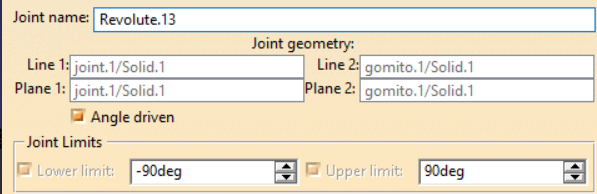 Joint name: Revolute.13
Joint geometry:
Line 1: joint.1/Solid.1 Line 2: gomito.1/Solid.1
Plane 1: joint.1/Solid.1 Plane 2: gomito.1/Solid.1
Angle driven
Joint Limits
Lower limit: -90deg Upper limit: 90deg